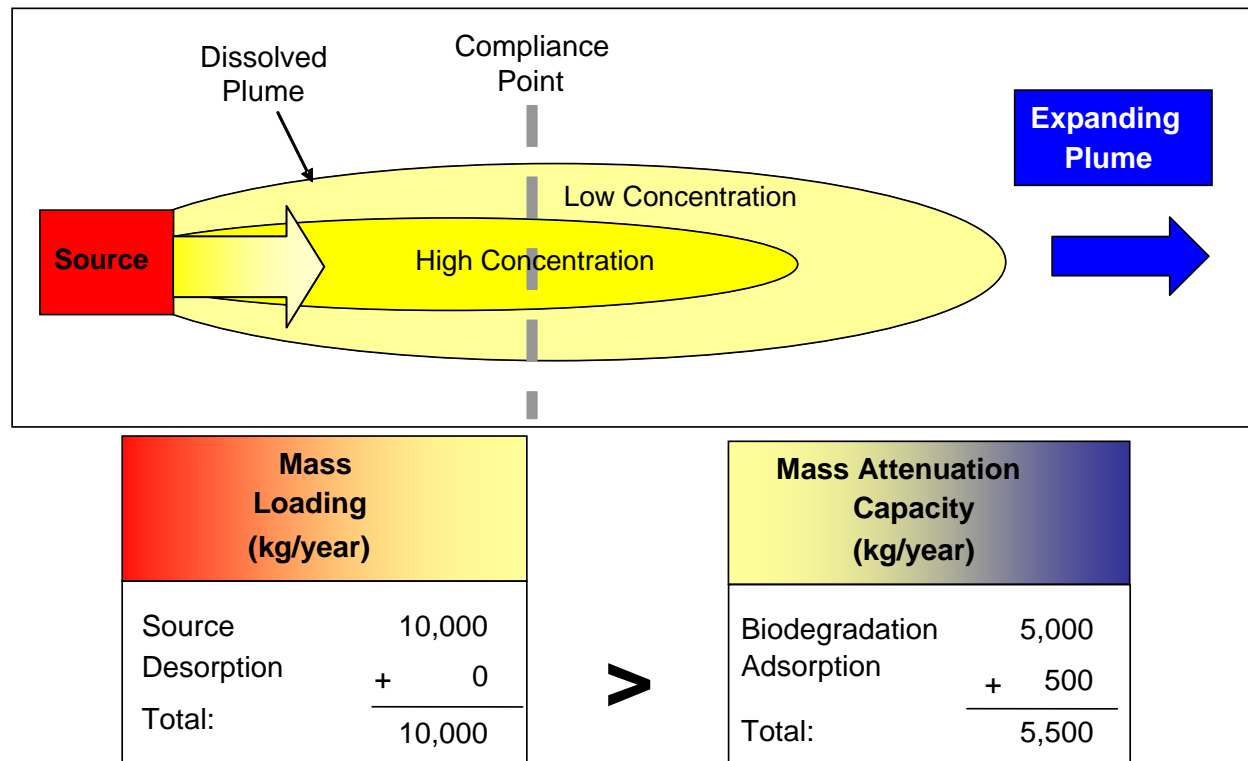 Dissolved
Plume
Compliance
Point
Expanding
Plume
Low Concentration
Source
High Concentration
Mass
Loading
(kg/year)
Source 10,000
Desorption + 0
Total: 10,000
>
Mass Attenuation
Capacity
(kg/year)
Biodegradation 5,000
Adsorption + 500
Total: 5,500